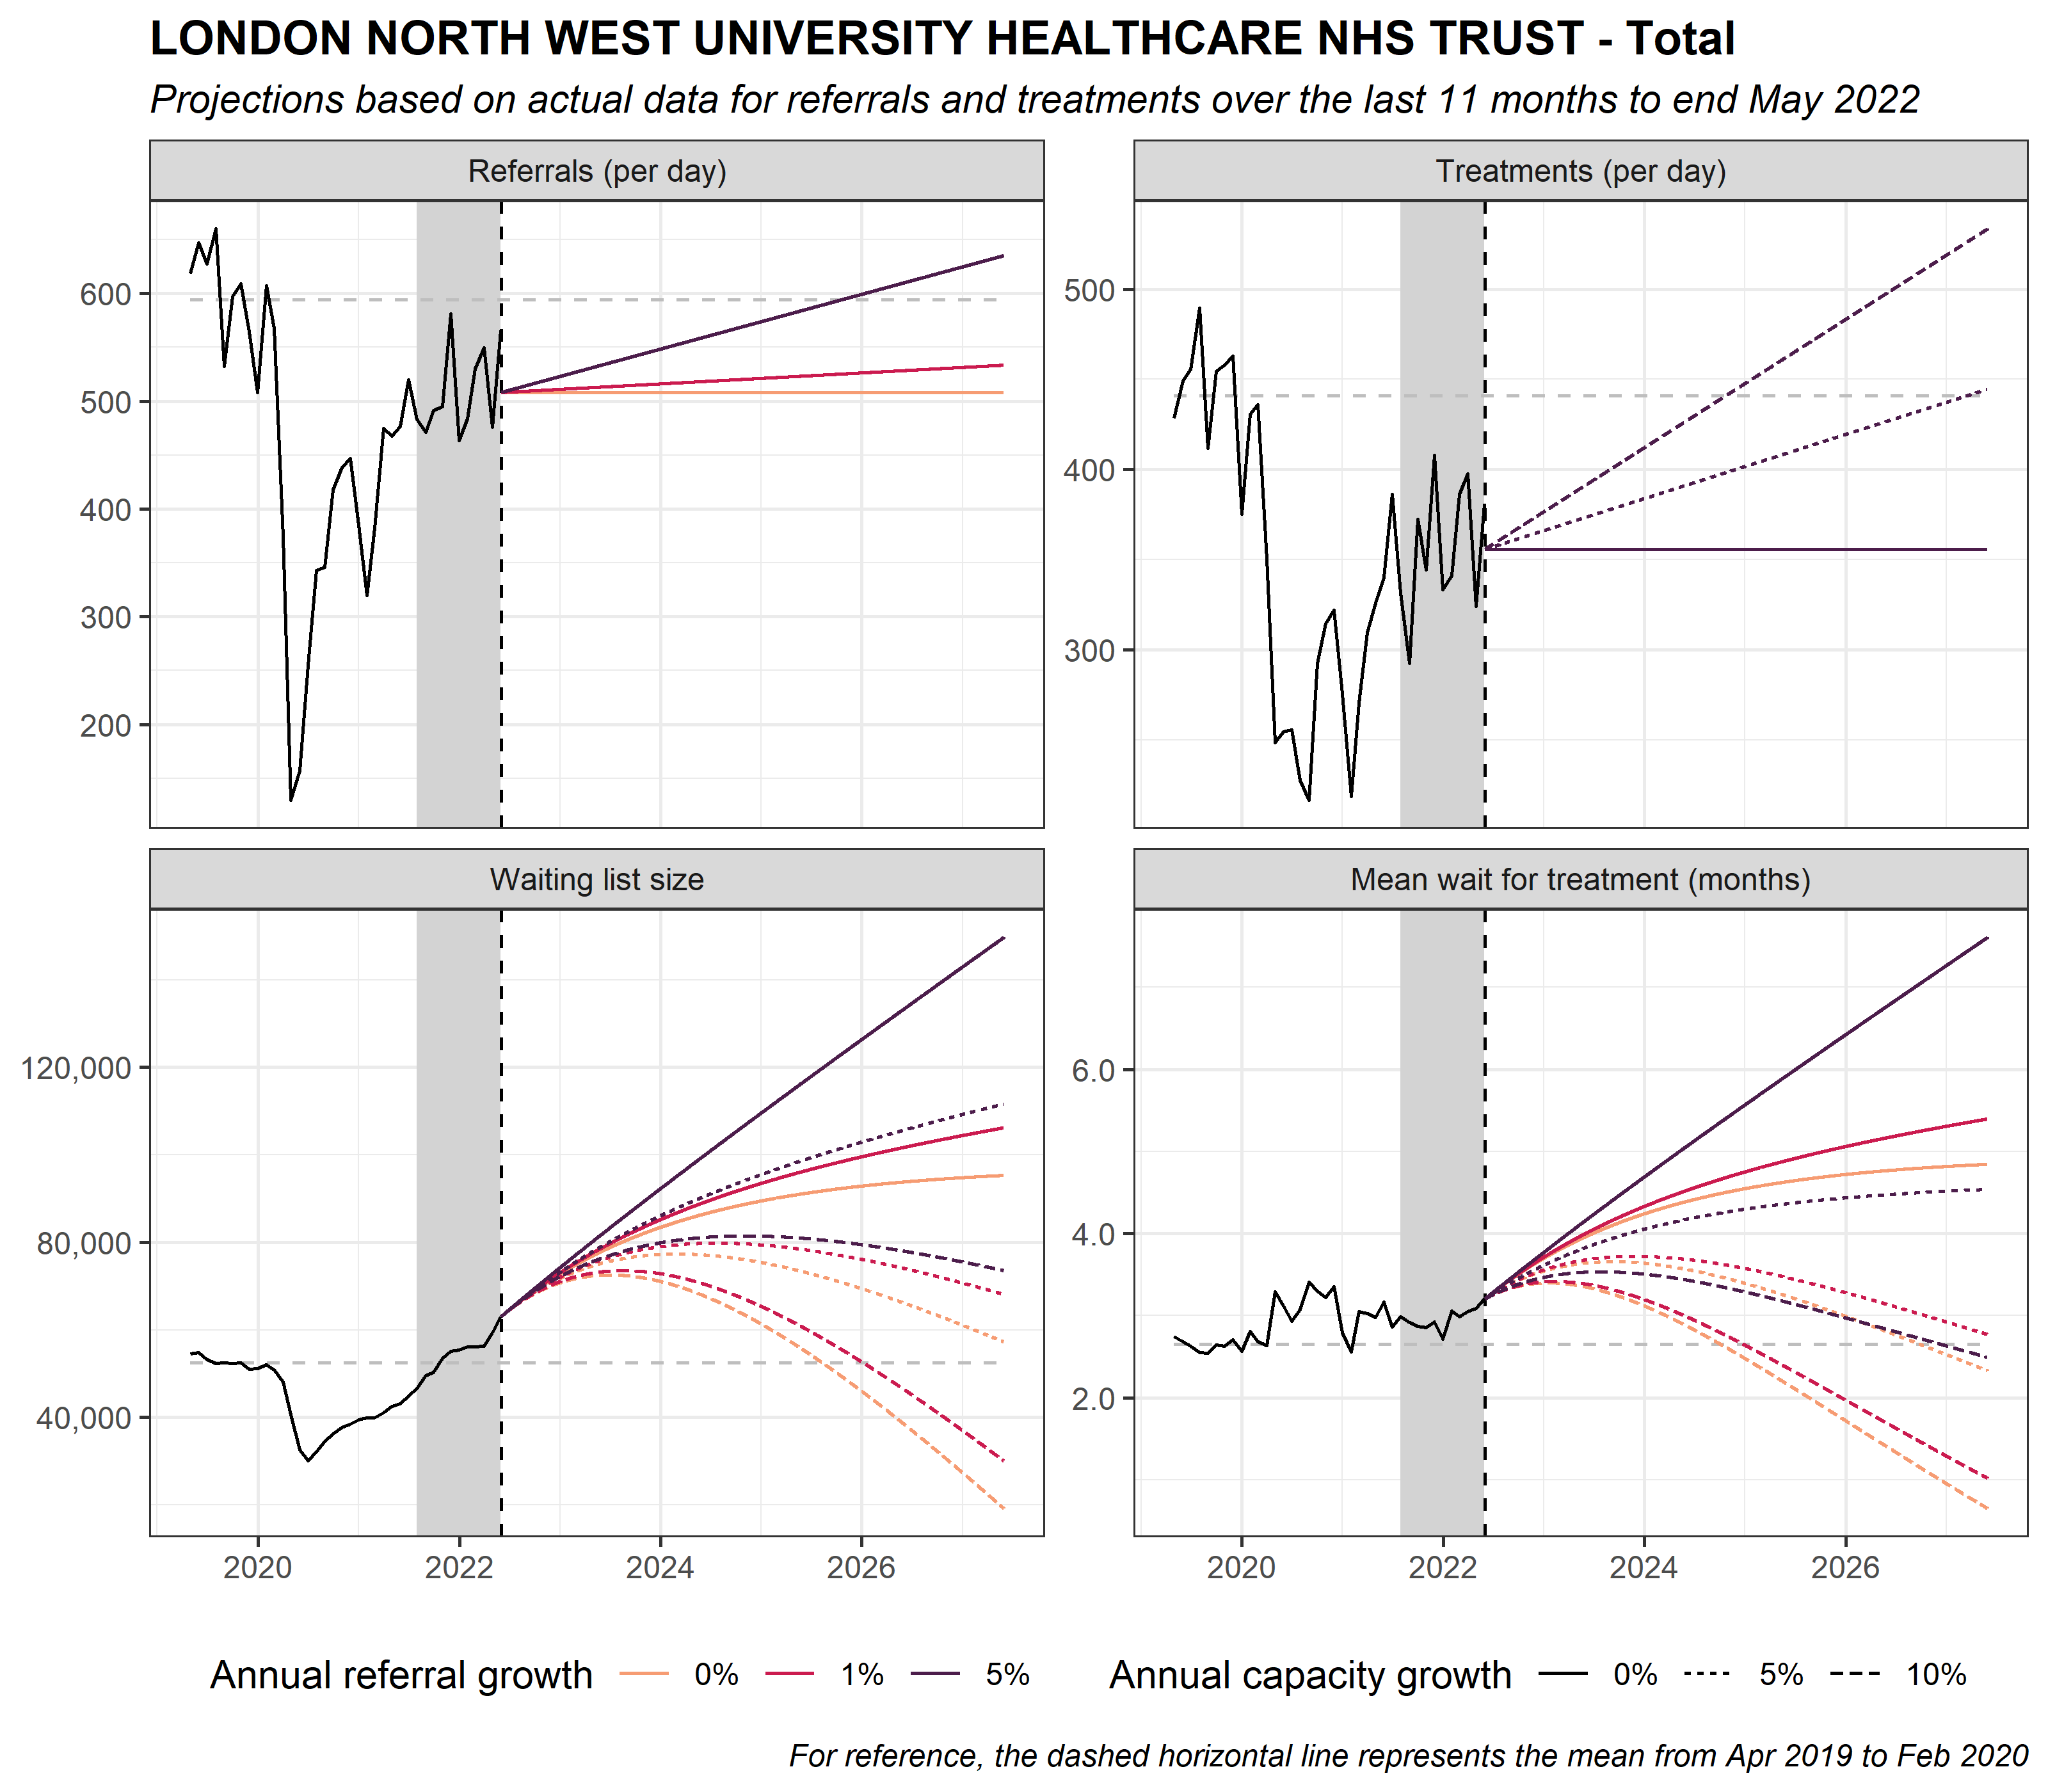 LONDON NORTH WEST UNIVERSITY HEALTHCARE NHS TRUST - Total
Projections based on actual data for referrals and treatments over the last 11 months to end May 2022
Referrals (per day)
600
500
400
300
200
Treatments (per day)
500
400
300
Waiting list size
120,000
80,000
40,000
2020 2022 2024 2026
Mean wait for treatment (months)
6.0
4.0
2.0
2020 2022 2024 2026
Annual referral growth 0% 1% 5%
Annual capacity growth 0% 5% 10%
For reference, the dashed horizontal line represents the mean from Apr 2019 to Feb 2020